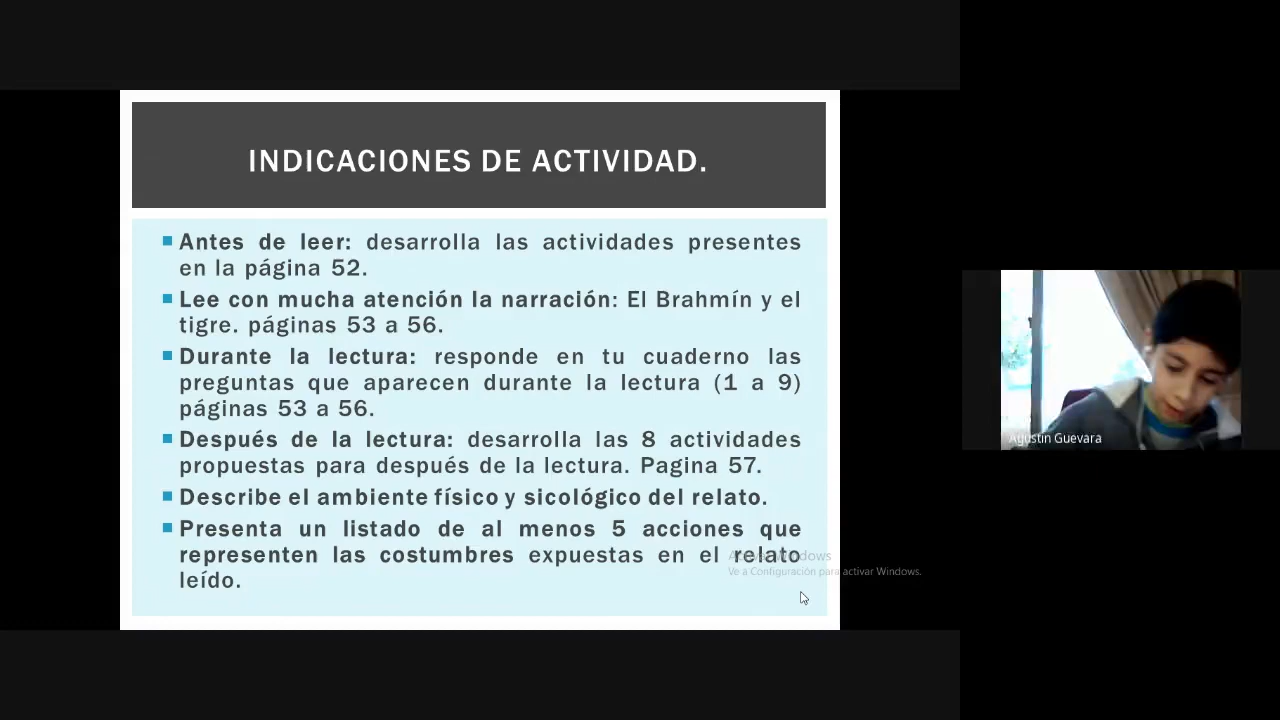 INDICACIONES DE ACTIVIDAD.
Antes de leer: desarrolla las actividades presentes
en la página 52.
Lee con mucha atención la narración: El Brahmín y el
tigre. páginas 53 a 56.
Durante la lectura: responde en tu cuaderno las
preguntas que aparecen durante la lectura (1 a 9)
páginas 53 a 56.
Después de la lectura: desarrolla las 8 actividades
propuestas para después de la lectura. Pagina 57.
Describe el ambiente físico y sicológico del relato.
Presenta un listado de al menos 5 acciones que
representen las costumbres expuestas en el relato
leído.
Activar Windows
Ve a Configuración para activar Windows.
Agustin Guevara